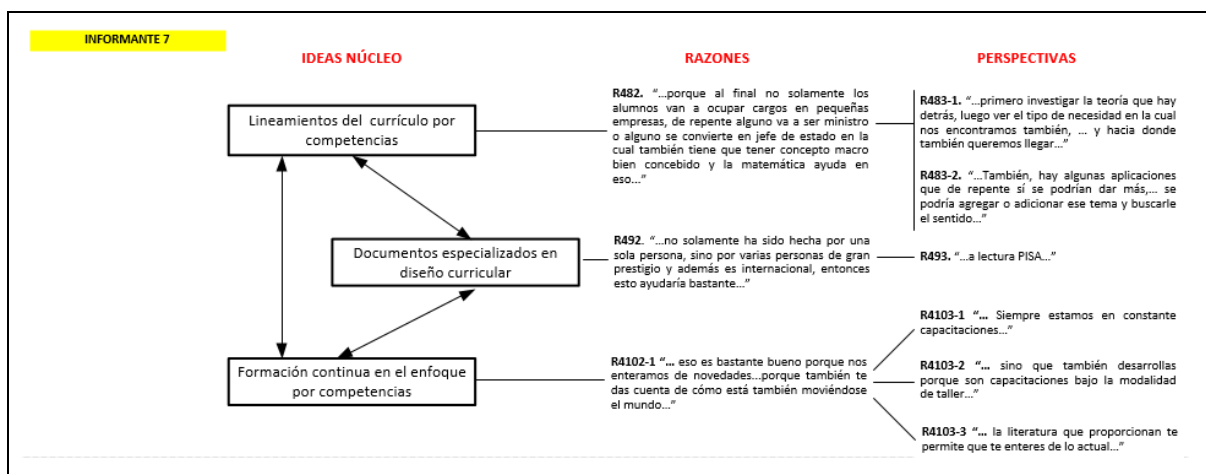 INFORMANTE 7
IDEAS NÚCLEO
RAZONES
PERSPECTIVAS
Lineamientos del currículo por
competencias
R482. “...porque al final no solamente los
alumnos van a ocupar cargos en pequeñas
empresas, de repente alguno va a ser ministro
o alguno se convierte en jefe de estado en la
cual también tiene que tener concepto macro
bien concebido y la matemática ayuda en
eso...”
R483-1. “...primero investigar la teoría que hay
detrás, luego ver el tipo de necesidad en la cual
nos encontramos también, ... y hacia donde
también queremos llegar...”
R483-2. “...También, hay algunas aplicaciones
que de repente sí se podrían dar más,... se
podría agregar o adicionar ese tema y buscarle
el sentido...”
Documentos especializados en
diseño curricular
R492. “...no solamente ha sido hecha por una
sola persona, sino por varias personas de gran
prestigio y además es internacional, entonces
esto ayudaría bastante...”
R493. “...a lectura PISA...”
Formación continua en el enfoque
por competencias
R4102-1 “... eso es bastante bueno porque nos
enteramos de novedades...porque también te
das cuenta de cómo está también moviéndose
el mundo...”
R4103-1 “... Siempre estamos en constante
capacitaciones...”
R4103-2 “... sino que también desarrollas
porque son capacitaciones bajo la modalidad
de taller...”
R4103-3 “... la literatura que proporcionan te
permite que te enteres de lo actual...”